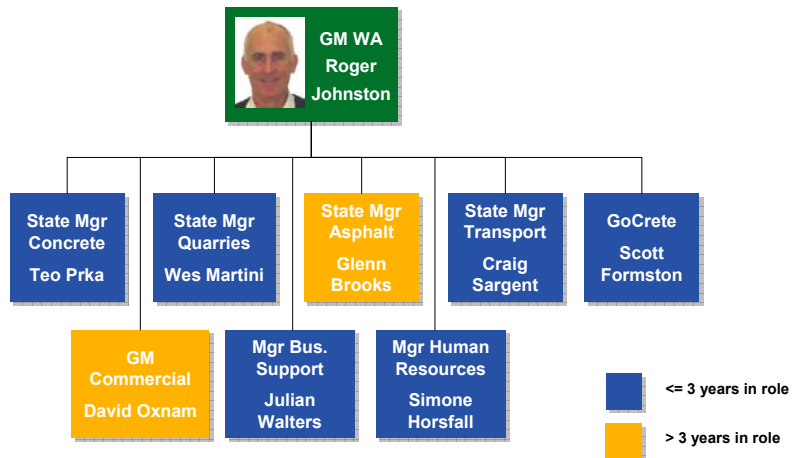 GM WA
Roger
Johnston
State Mgr
Concrete
Teo Prka
State Mgr
Quarries
Wes Martini
State Mgr
Asphalt
Glenn
Brooks
State Mgr
Transport
Craig
Sargent
GoCrete
Scott
Formston
GM
Commercial
David Oxnam
Mgr Bus.
Support
Julian
Walters
Mgr Human
Resources
Simone
Horsfall
<= 3 years in role
> 3 years in role